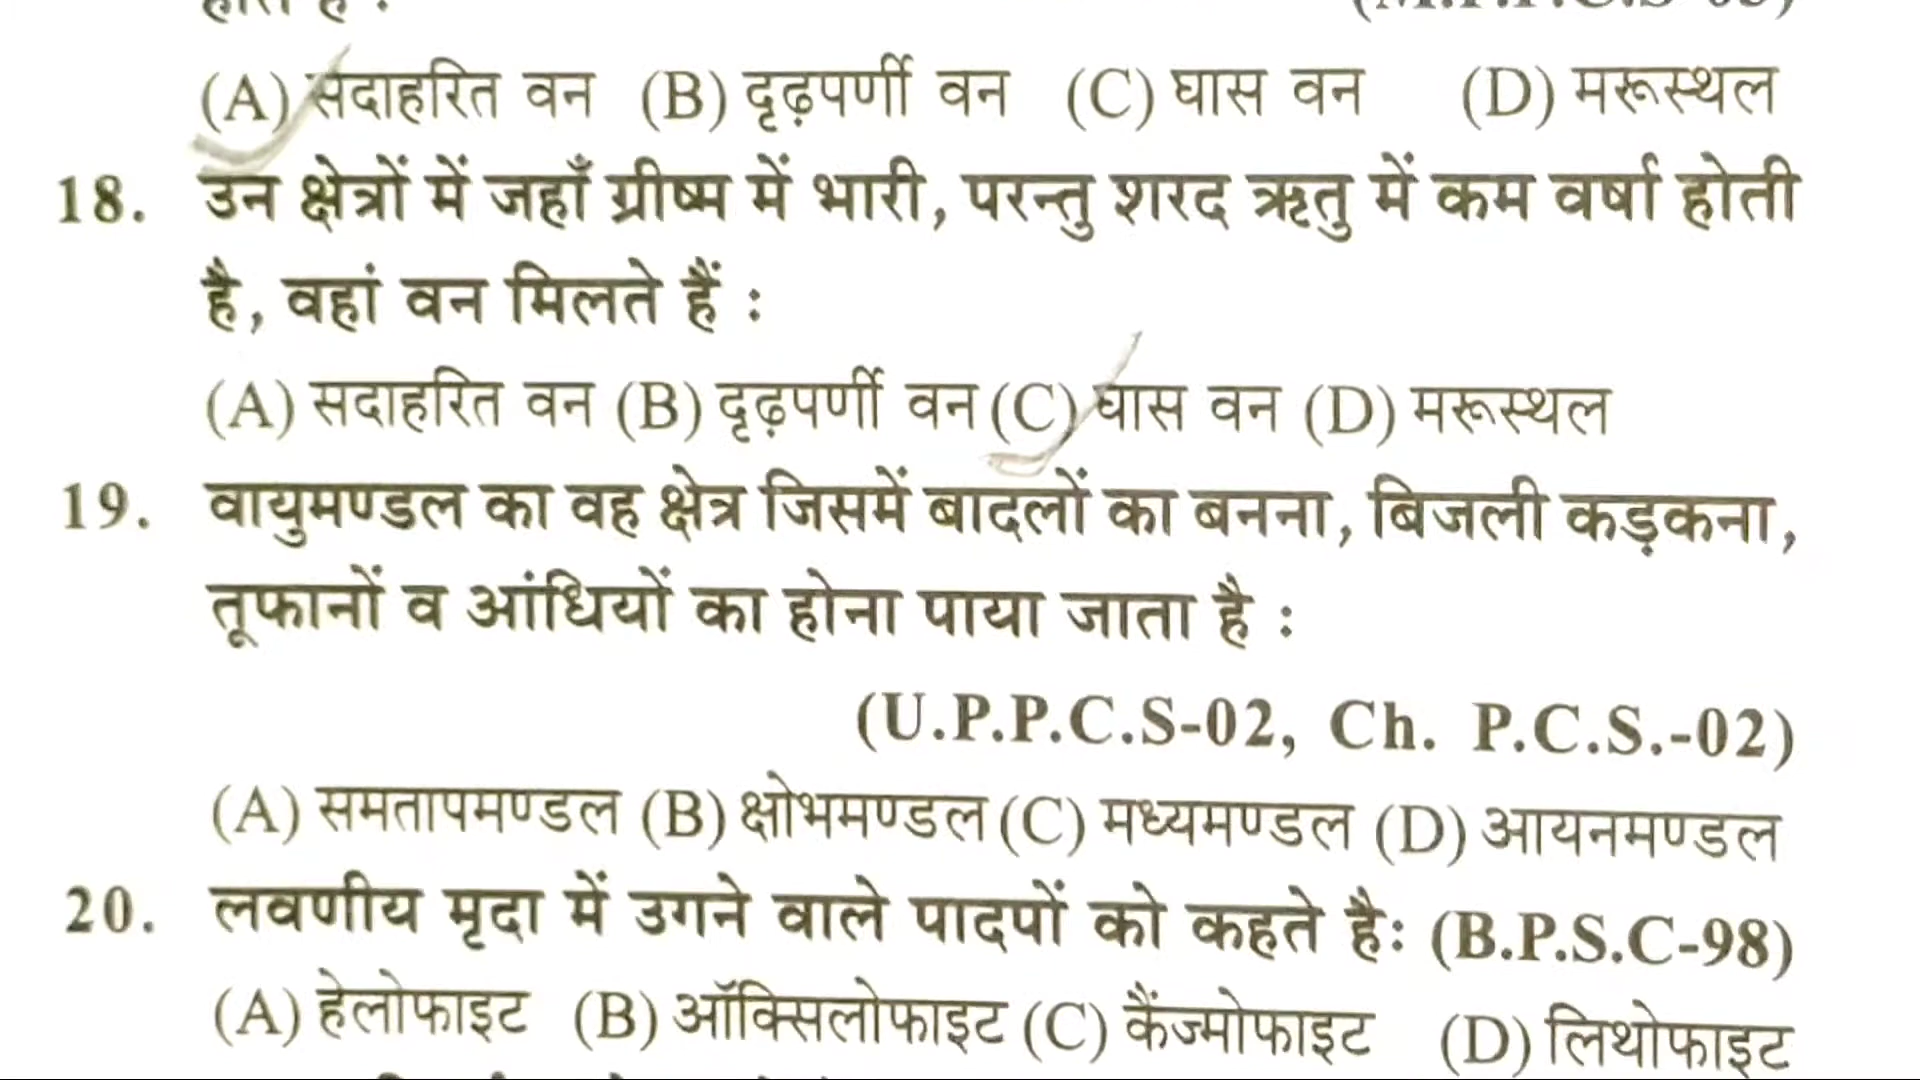 (A) सदाहरित वन (B) दृढ़पर्णी वन (C) घास वन (D) मरूस्थल
18. उन क्षेत्रों में जहाँ ग्रीष्म में भारी, परन्तु शरद ऋतु में कम वर्षा होती
है, वहां वन मिलते हैं :
(A) सदाहरित वन (B) दृढ़पर्णी वन (C) घास वन (D) मरूस्थल
19. वायुमण्डल का वह क्षेत्र जिसमें बादलों का बनना, बिजली कड़कना,
तूफानों व आंधियों का होना पाया जाता है :
(U.P.P.C.S-02, Ch. P.C.S.-02)
(A) समतापमण्डल (B) क्षोभमण्डल (C) मध्यमण्डल (D) आयनमण्डल
20. लवणीय मृदा में उगने वाले पादपों को कहते है: (B.P.S.C-98)
(A) हेलोफाइट (B) ऑक्सिलोफाइट (C) कैंज्मोफाइट (D) लिथोफाइट